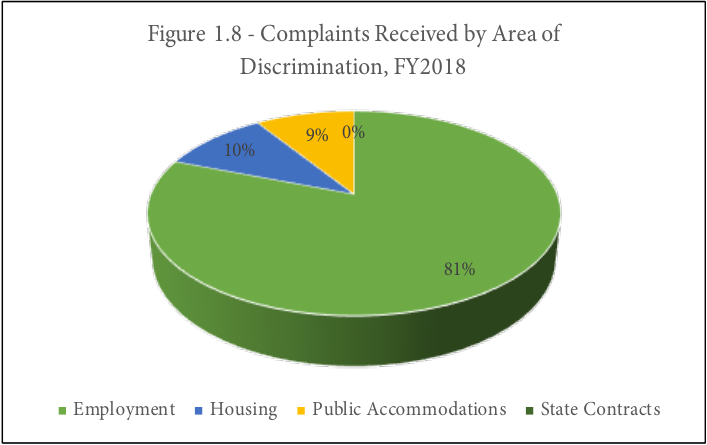 Figure 1.8 - Complaints Received by Area of
Discrimination, FY2018
9%
0%
10%
81%
Employment
Housing
Public Accommodations
State Contracts